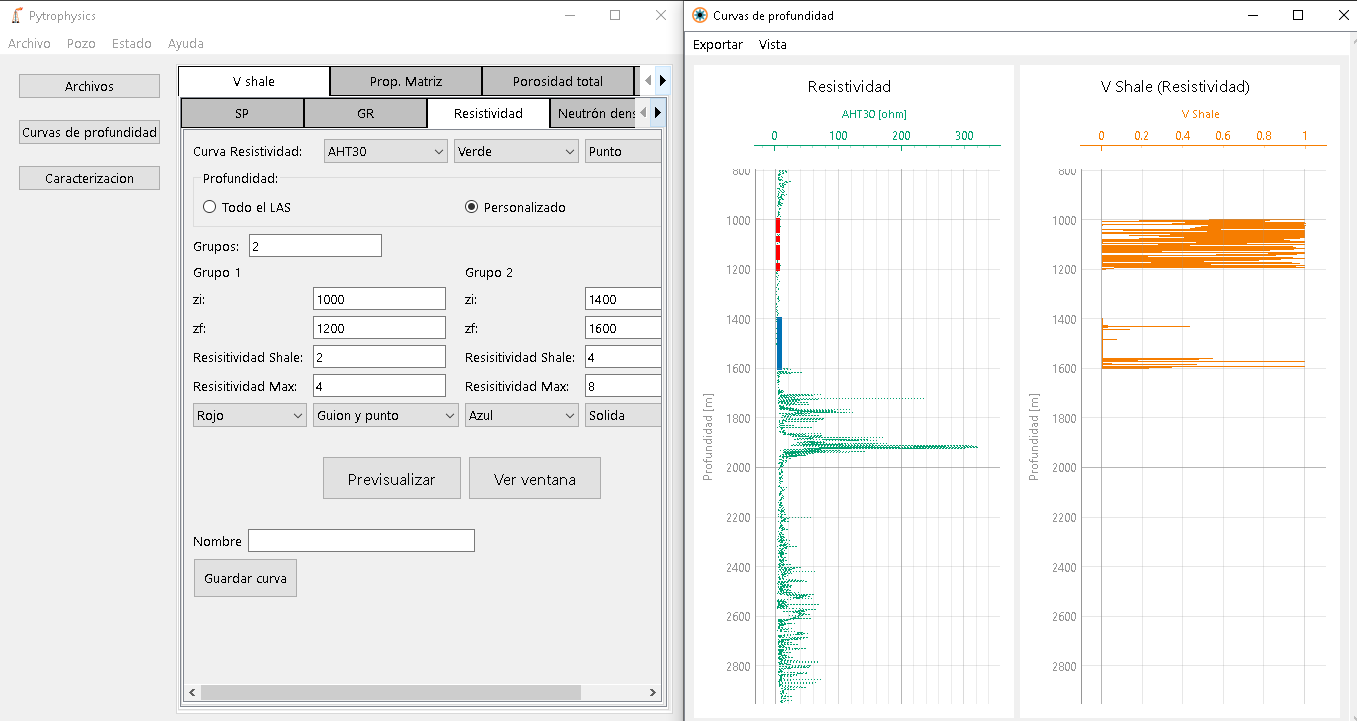 Pytrophysics
Archivo Pozo Estado Ayuda
Archivos
Curvas de profundidad
Caracterizacion
V shale Prop. Matriz Porosidad total
SP GR Resistividad Neutrón dens
Curva Resistividad: AHT30 Verde Punto
Profundidad:
Todo el LAS Personalizado
Grupos: 2
Grupo 1 Grupo 2
zi: 1000 zi: 1400
zf: 1200 zf: 1600
Resisitividad Shale: 2 Resisitividad Shale: 4
Resisitividad Max: 4 Resisitividad Max: 8
Rojo Guion y punto Azul Solida
Previsualizar Ver ventana
Nombre
Guardar curva
Curvas de profundidad
Exportar Vista
Resistividad
AHT30 [ohm]
0 100 200 300
800
1000
1200
1400
1600
1800
2000
2200
2400
2600
2800
Profundidad [m]
V Shale (Resistividad)
V Shale
0 0.2 0.4 0.6 0.8 1
800
1000
1200
1400
1600
1800
2000
2200
2400
2600
2800
Profundidad [m]